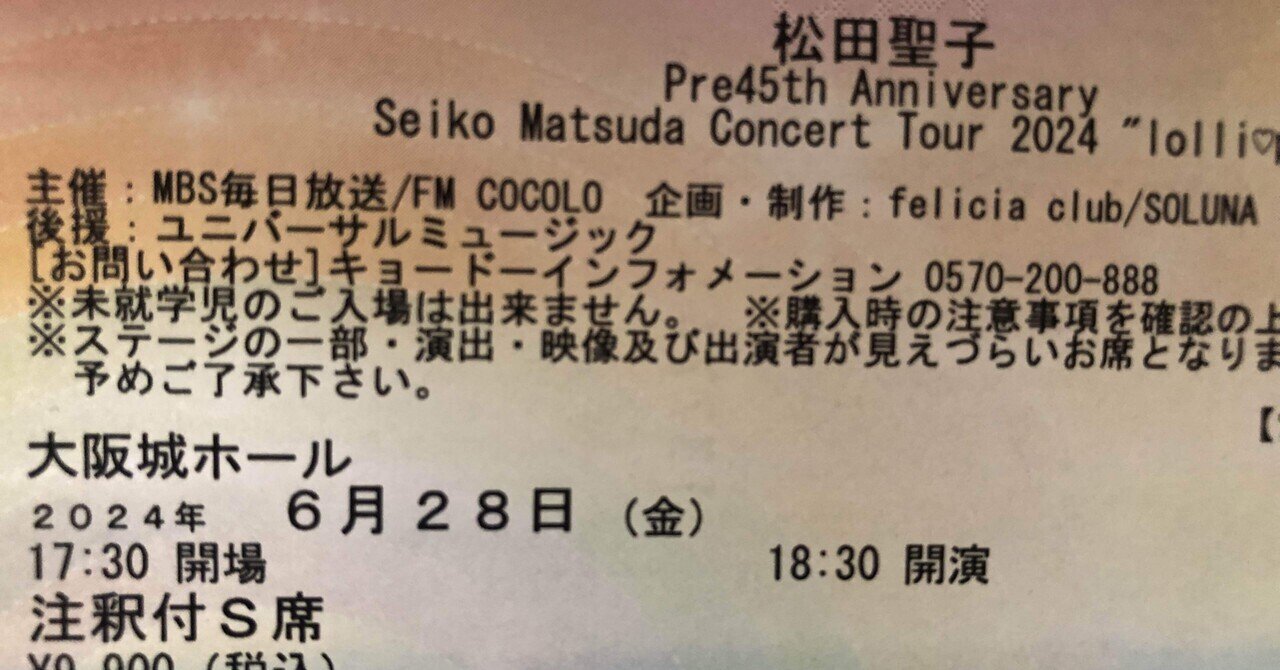 松田聖子
Pre45th Anniversary
Seiko Matsuda Concert Tour 2024 "lolli♡
主催：MBS毎日放送/FM COCOLO　企画・制作：felicia club/SOLUNA
後援：ユニバーサルミュージック
[お問い合わせ]キョードーインフォメーション 0570-200-888
※未就学児のご入場は出来ません。　※購入時の注意事項を確認の上
※ステージの一部・演出・映像及び出演者が見えづらいお席となりま
予めご了承下さい。
【
大阪城ホール
２０２４年　６月２８日（金）
17:30 開場　18:30 開演
注釈付Ｓ席
¥9,900（税込）